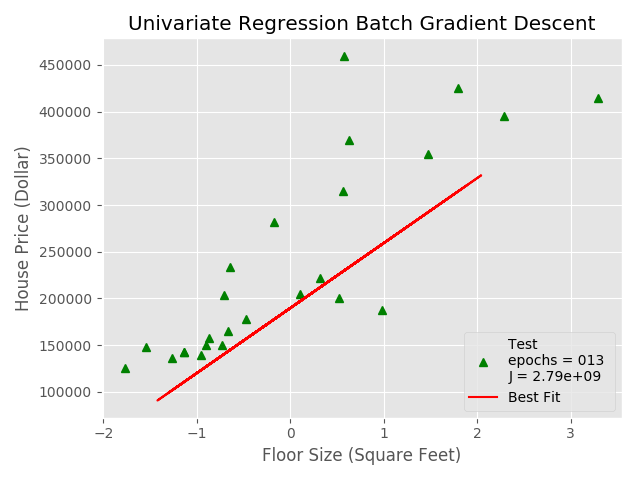 Univariate Regression Batch Gradient Descent
House Price (Dollar)
450000
400000
350000
300000
250000
200000
150000
100000
Test
epochs = 013
J = 2.79e+09
Best Fit
−2
−1
0
1
2
3
Floor Size (Square Feet)